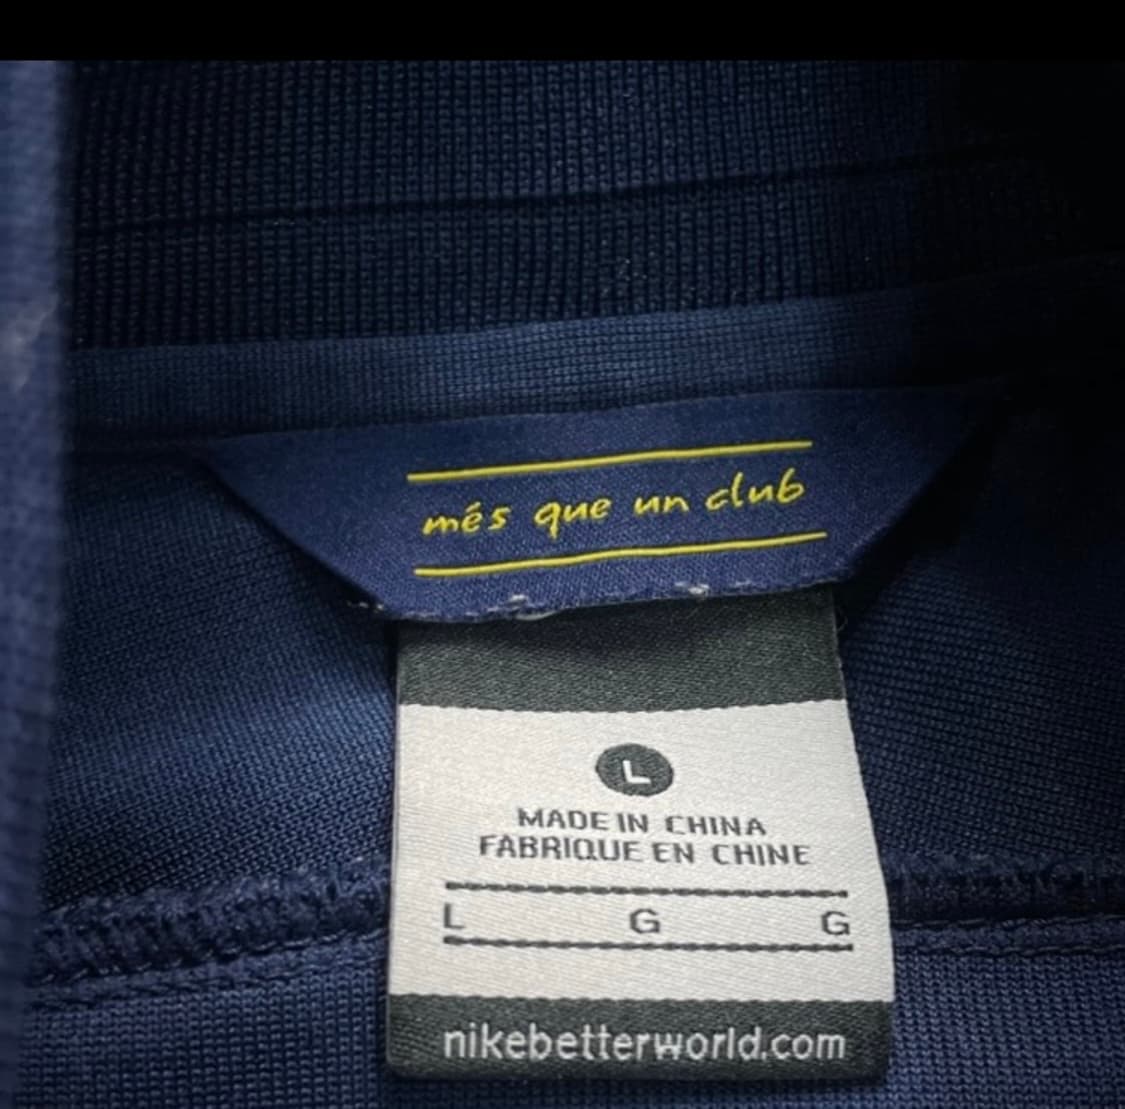 més que un club
L
MADE IN CHINA
FABRIQUE EN CHINE
L G G
nikebetterworld.com